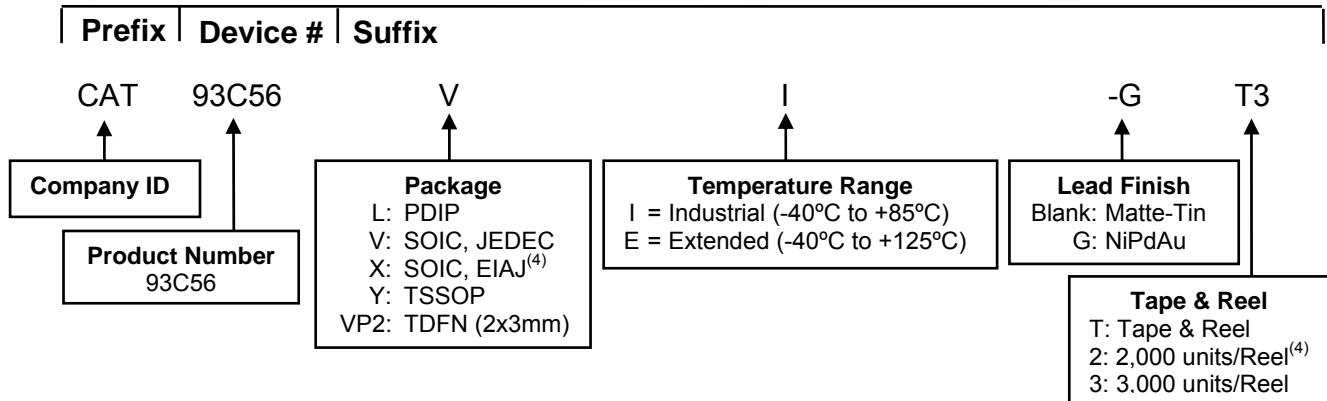 Prefix Device # Suffix
CAT 93C56 V I -G T3
Company ID
Product Number
93C56
Package
L: PDIP
V: SOIC, JEDEC
X: SOIC, EIAJ(4)
Y: TSSOP
VP2: TDFN (2x3mm)
Temperature Range
I = Industrial (-40ºC to +85ºC)
E = Extended (-40ºC to +125ºC)
Lead Finish
Blank: Matte-Tin
G: NiPdAu
Tape & Reel
T: Tape & Reel
2: 2,000 units/Reel(4)
3: 3,000 units/Reel